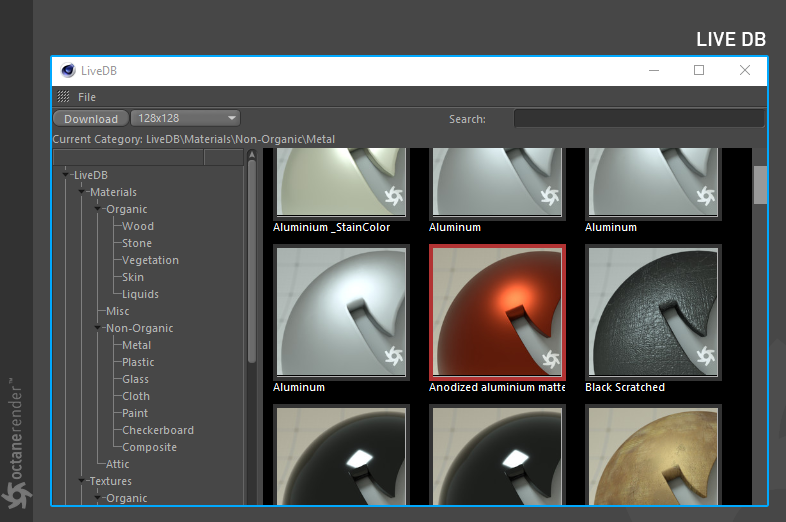 LIVE DB
LiveDB
File
Download 128x128 Search:
Current Category: LiveDB\Materials\Non-Organic\Metal
LiveDB
Materials
Organic
Wood
Stone
Vegetation
Skin
Liquids
Misc
Non-Organic
Metal
Plastic
Glass
Cloth
Paint
Checkerboard
Composite
Attic
Textures
Organic
Aluminium _StainColor
Aluminum
Aluminum
Aluminum
Anodized aluminium matte
Black Scratched
octanerender™